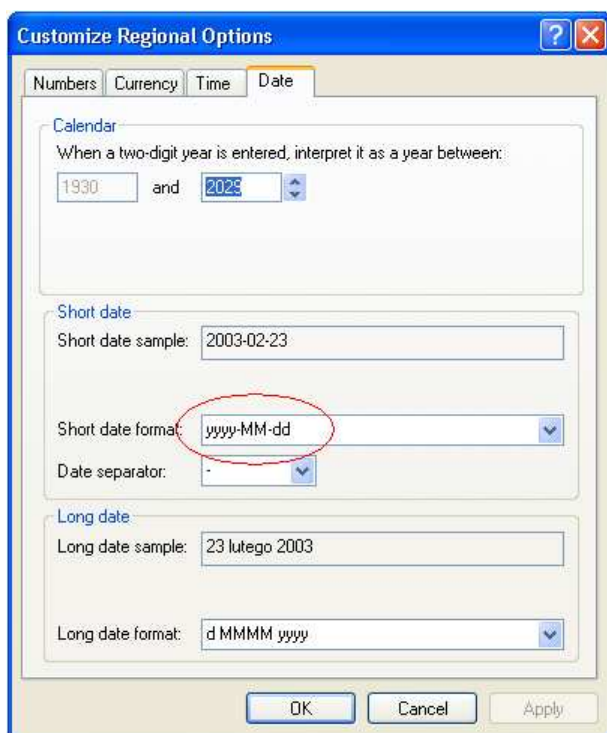 Customize Regional Options
Numbers Currency Time Date
Calendar
When a two-digit year is entered, interpret it as a year between:
1930 and 2029
Short date
Short date sample: 2003-02-23
Short date format: yyyy-MM-dd
Date separator: -
Long date
Long date sample: 23 lutego 2003
Long date format: d MMMM yyyy
OK Cancel Apply